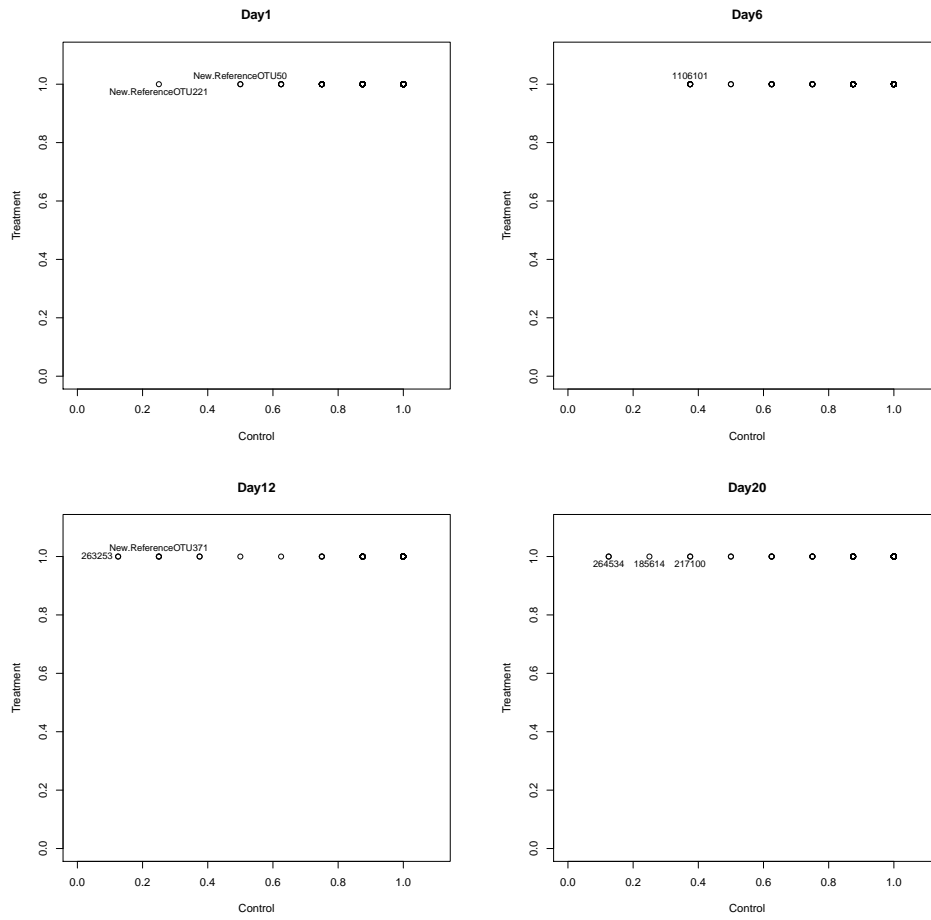 Day1
New.ReferenceOTU50
New.ReferenceOTU221
Treatment
0.0 0.2 0.4 0.6 0.8 1.0
0.0 0.2 0.4 0.6 0.8 1.0
Control
Day6
1106101
Treatment
0.0 0.2 0.4 0.6 0.8 1.0
0.0 0.2 0.4 0.6 0.8 1.0
Control
Day12
New.ReferenceOTU371
263253
Treatment
0.0 0.2 0.4 0.6 0.8 1.0
0.0 0.2 0.4 0.6 0.8 1.0
Control
Day20
264534 185614 217100
Treatment
0.0 0.2 0.4 0.6 0.8 1.0
0.0 0.2 0.4 0.6 0.8 1.0
Control